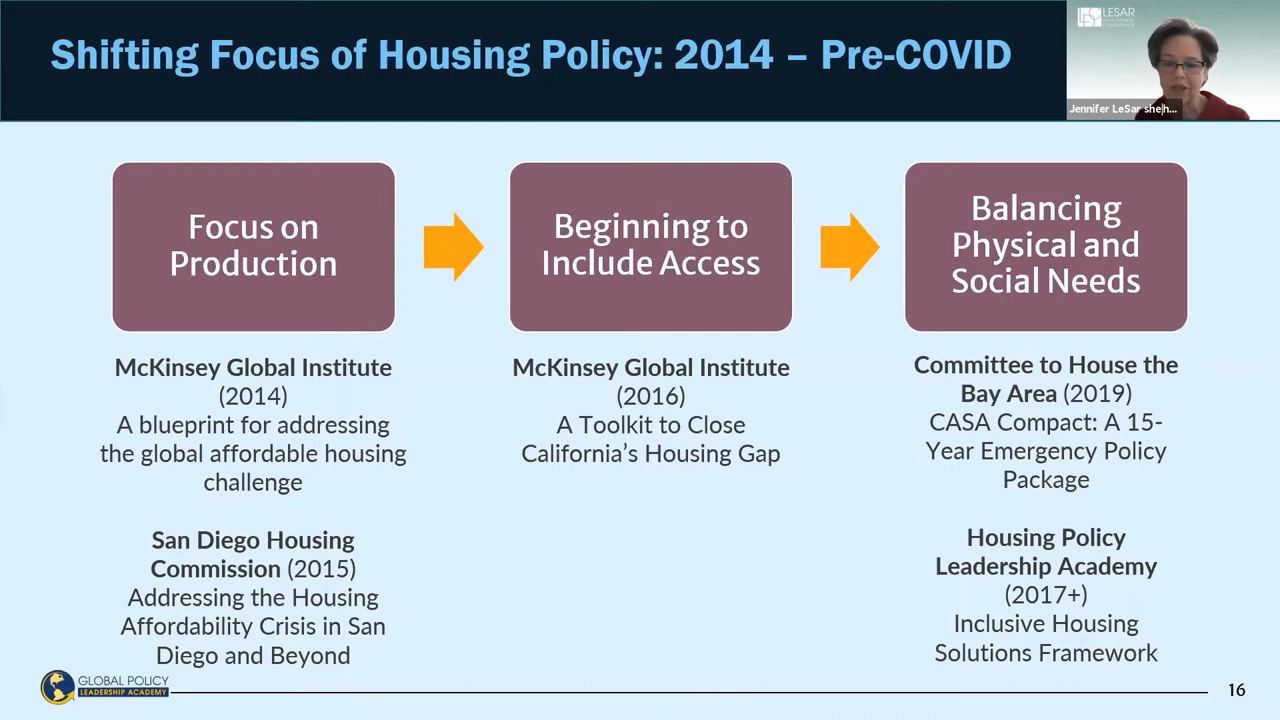 Shifting Focus of Housing Policy: 2014 – Pre-COVID
LESAR
Jennifer LeSar she|h...
Focus on
Production
Beginning to
Include Access
Balancing
Physical and
Social Needs
McKinsey Global Institute
(2014)
A blueprint for addressing
the global affordable housing
challenge
San Diego Housing
Commission (2015)
Addressing the Housing
Affordability Crisis in San
Diego and Beyond
McKinsey Global Institute
(2016)
A Toolkit to Close
California's Housing Gap
Committee to House the
Bay Area (2019)
CASA Compact: A 15-
Year Emergency Policy
Package
Housing Policy
Leadership Academy
(2017+)
Inclusive Housing
Solutions Framework
GLOBAL POLICY
LEADERSHIP ACADEMY
16